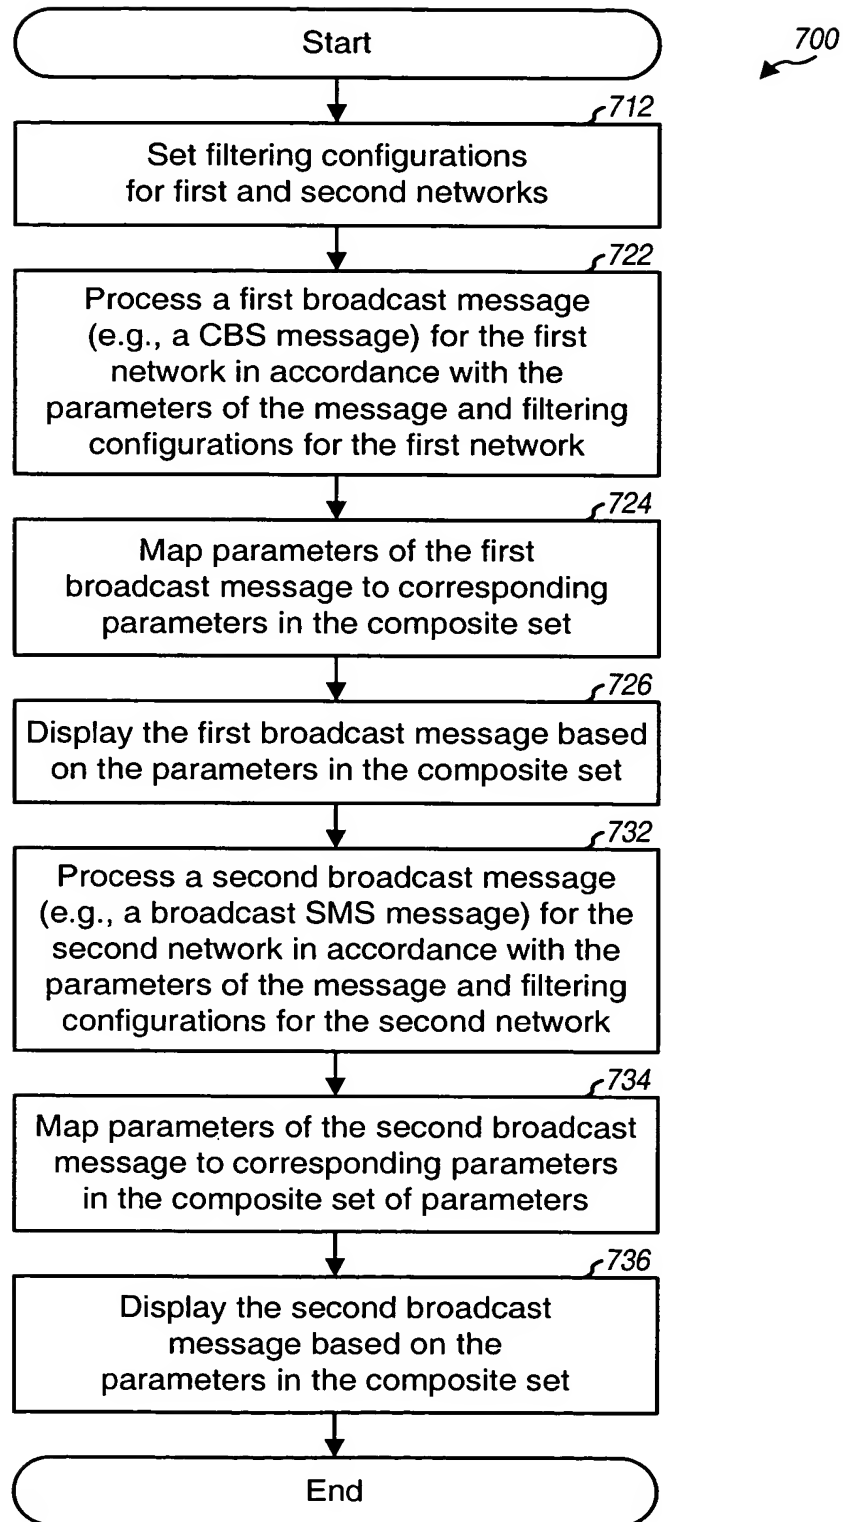 Start
700
712
Set filtering configurations
for first and second networks
722
Process a first broadcast message
(e.g., a CBS message) for the first
network in accordance with the
parameters of the message and filtering
configurations for the first network
724
Map parameters of the first
broadcast message to corresponding
parameters in the composite set
726
Display the first broadcast message based
on the parameters in the composite set
732
Process a second broadcast message
(e.g., a broadcast SMS message) for the
second network in accordance with the
parameters of the message and filtering
configurations for the second network
734
Map parameters of the second broadcast
message to corresponding parameters
in the composite set of parameters
736
Display the second broadcast
message based on the
parameters in the composite set
End